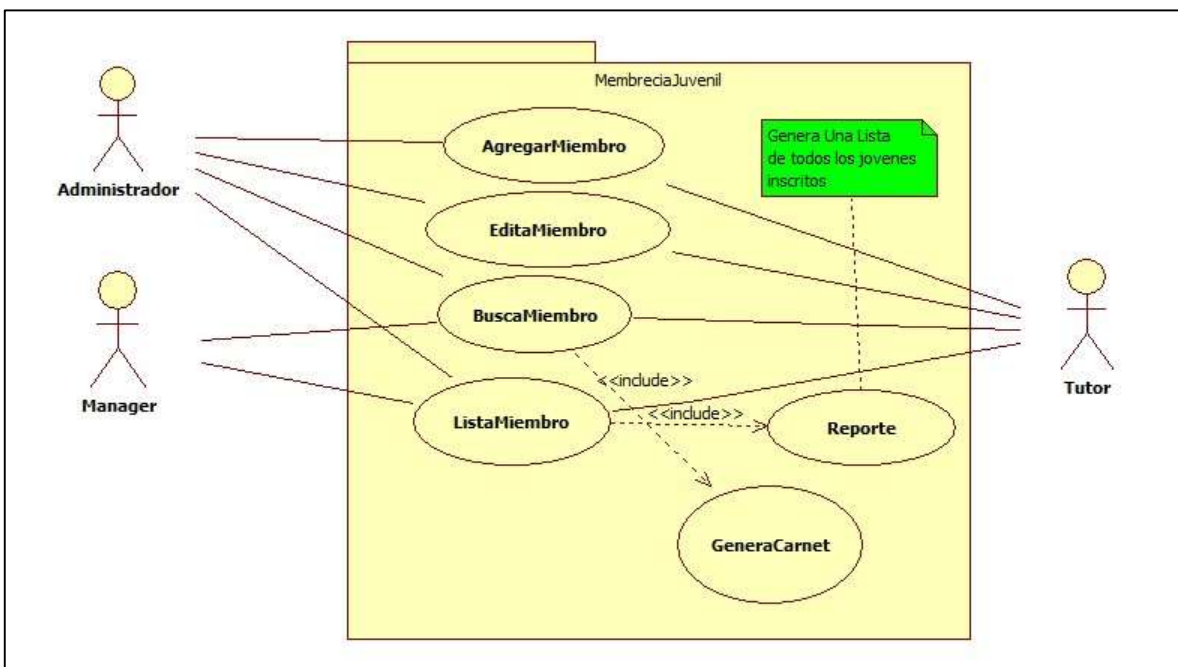 MembreciaJuvenil
Genera Una Lista
de todos los jovenes
inscritos
AgregarMiembro
Administrador
EditaMiembro
BuscaMiembro
<<include>>
Tutor
Manager
ListaMiembro
<<include>>
Reporte
GeneraCarnet